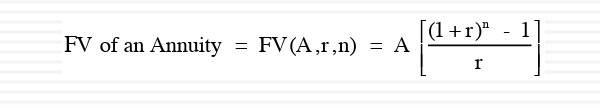 FV of an Annuity = FV(A,r,n) = A [((1+r)ⁿ - 1) / r]